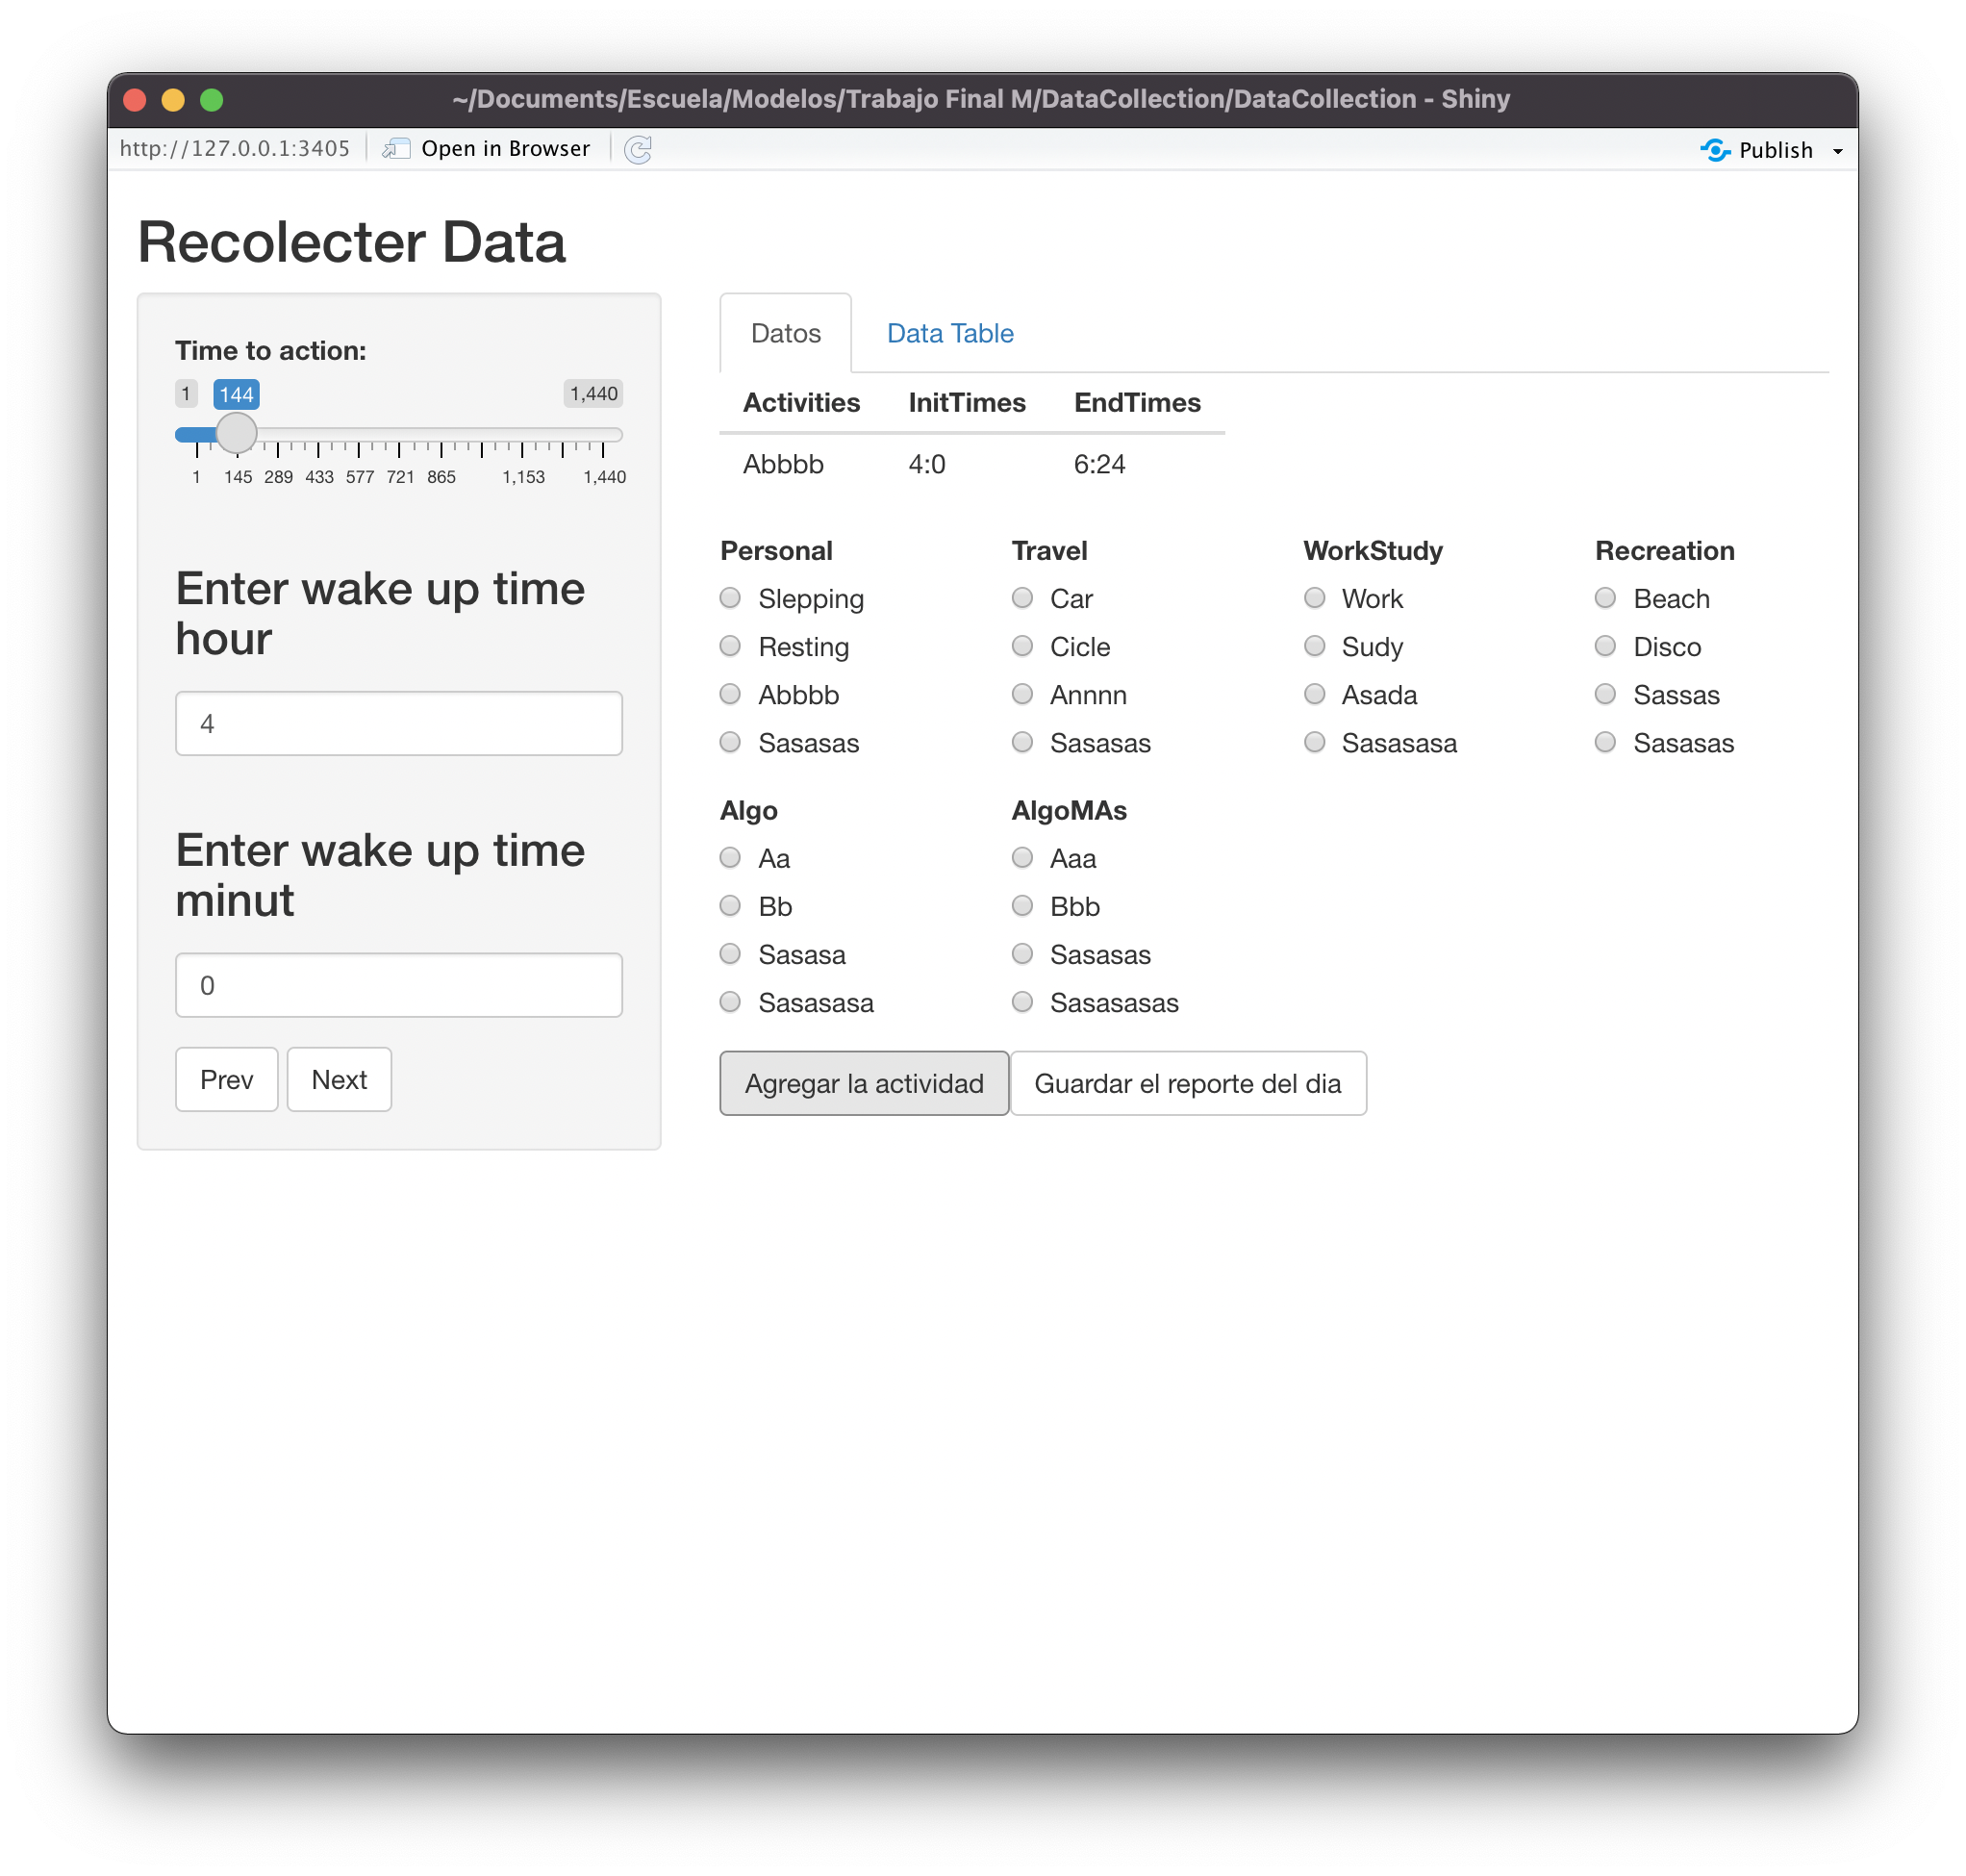 ~/Documents/Escuela/Modelos/Trabajo Final M/DataCollection/DataCollection - Shiny
http://127.0.0.1:3405 Open in Browser Publish
Recolecter Data
Time to action:
1 144 1,440
1 145 289 433 577 721 865 1,153 1,440
Enter wake up time
hour
4
Enter wake up time
minut
0
Prev Next
Datos Data Table
Activities InitTimes EndTimes
Abbbb 4:0 6:24
Personal Travel WorkStudy Recreation
Slepping Car Work Beach
Resting Cicle Sudy Disco
Abbbb Annnn Asada Sassas
Sasasas Sasasas Sasasasa Sasasas
Algo AlgoMAs
Aa Aaa
Bb Bbb
Sasasa Sasasas
Sasasasa Sasasasas
Agregar la actividad Guardar el reporte del dia